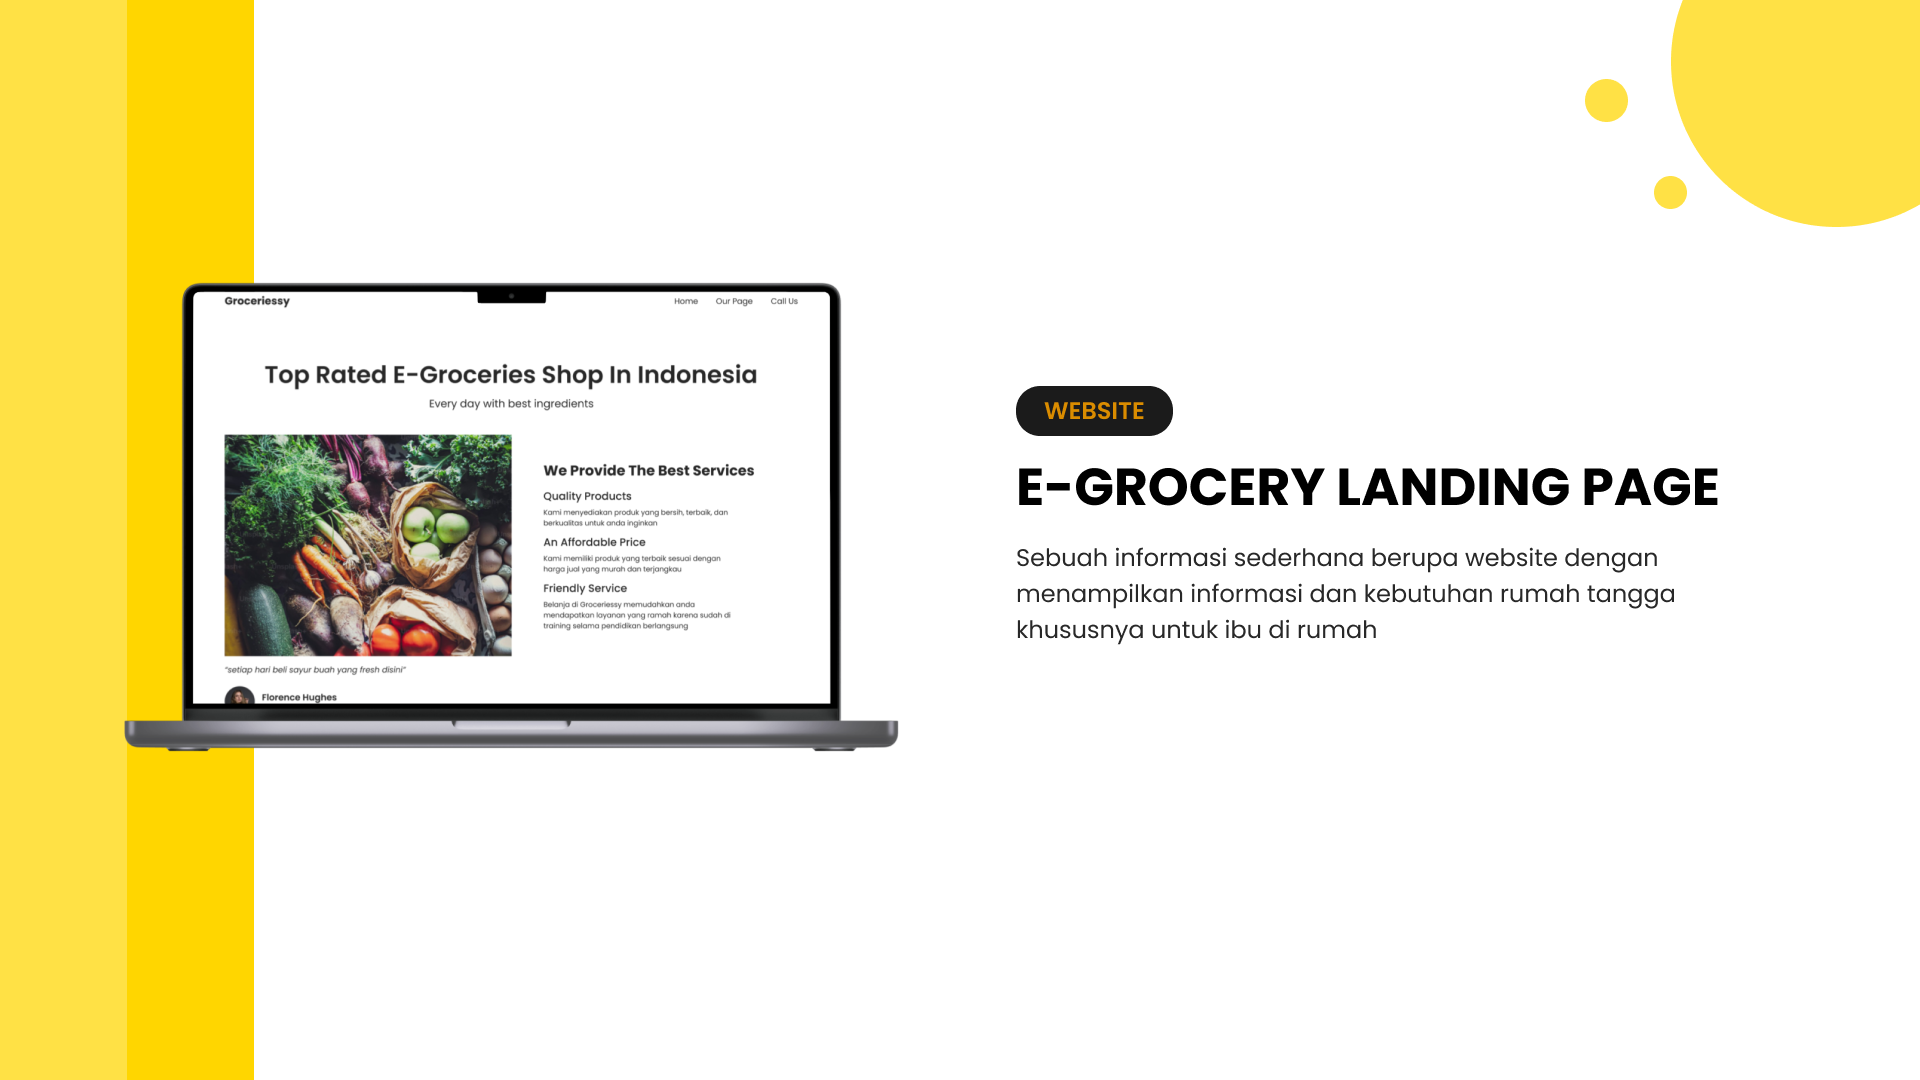 Groceriessy
Home
Our Page
Call Us
Top Rated E-Groceries Shop In Indonesia
Every day with best ingredients
We Provide The Best Services
Quality Products
Kami menyediakan produk yang bersih, terbaik, dan
berkualitas untuk anda inginkan
An Affordable Price
Kami memiliki produk yang terbaik sesuai dengan
harga jual yang murah dan terjangkau
Friendly Service
Belanja di Groceriessy memudahkan anda
mendapatkan layanan yang ramah karena sudah di
training selama pendidikan berlangsung
"setiap hari beli sayur buah yang fresh disini"
Florence Hughes
WEBSITE
E-GROCERY LANDING PAGE
Sebuah informasi sederhana berupa website dengan
menampilkan informasi dan kebutuhan rumah tangga
khususnya untuk ibu di rumah